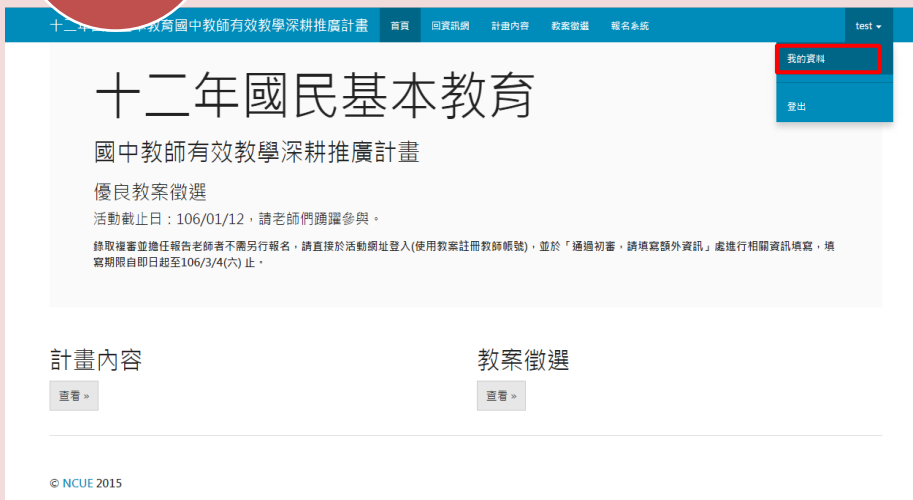 十二年 教育國中教師有效教學深耕推廣計畫 首頁 回資訊網 計畫內容 教案徵選 報名系統 test
我的資料
登出
十二年國民基本教育
國中教師有效教學深耕推廣計畫
優良教案徵選
活動截止日：106/01/12，請老師們踴躍參與。
錄取複審並擔任報告老師者不需另行報名，請直接於活動網址登入(使用教案註冊教師帳號)，並於「通過初審，請填寫額外資訊」處進行相關資訊填寫，填
寫期限自即日起至106/3/4(六) 止。
計畫內容 教案徵選
查看 » 查看 »
© NCUE 2015